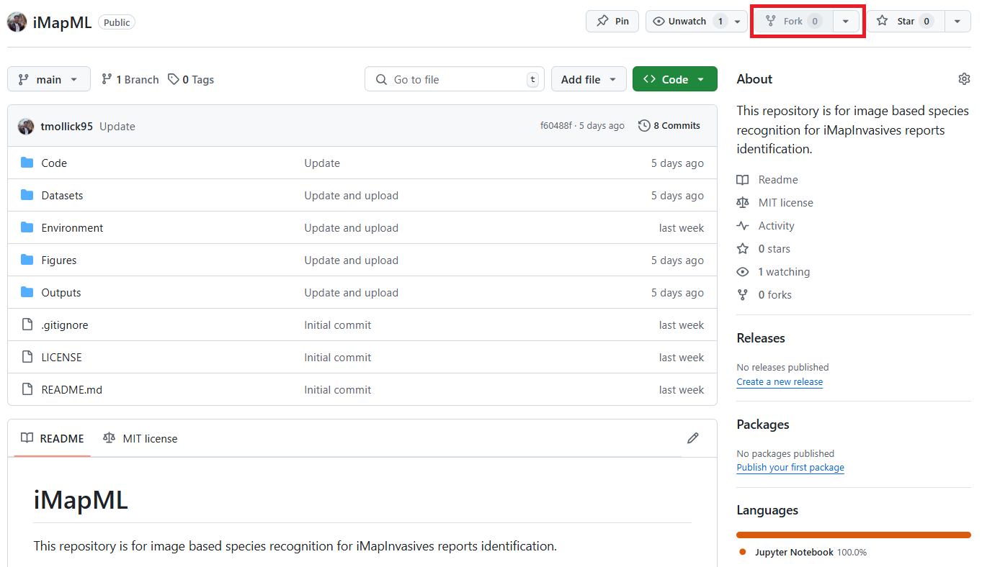 iMapML Public Pin Unwatch 1 Fork 0 Star 0
main 1 Branch 0 Tags Go to file t Add file Code
tmollick95 Update f60488f · 5 days ago 8 Commits
Code Update 5 days ago
Datasets Update and upload 5 days ago
Environment Update and upload last week
Figures Update and upload 5 days ago
Outputs Update and upload 5 days ago
.gitignore Initial commit last week
LICENSE Initial commit last week
README.md Initial commit last week
README MIT license
iMapML
This repository is for image based species recognition for iMapInvasives reports identification.
About
This repository is for image based species
recognition for iMapInvasives reports
identification.
Readme
MIT license
Activity
0 stars
1 watching
0 forks
Releases
No releases published
Create a new release
Packages
No packages published
Publish your first package
Languages
Jupyter Notebook 100.0%